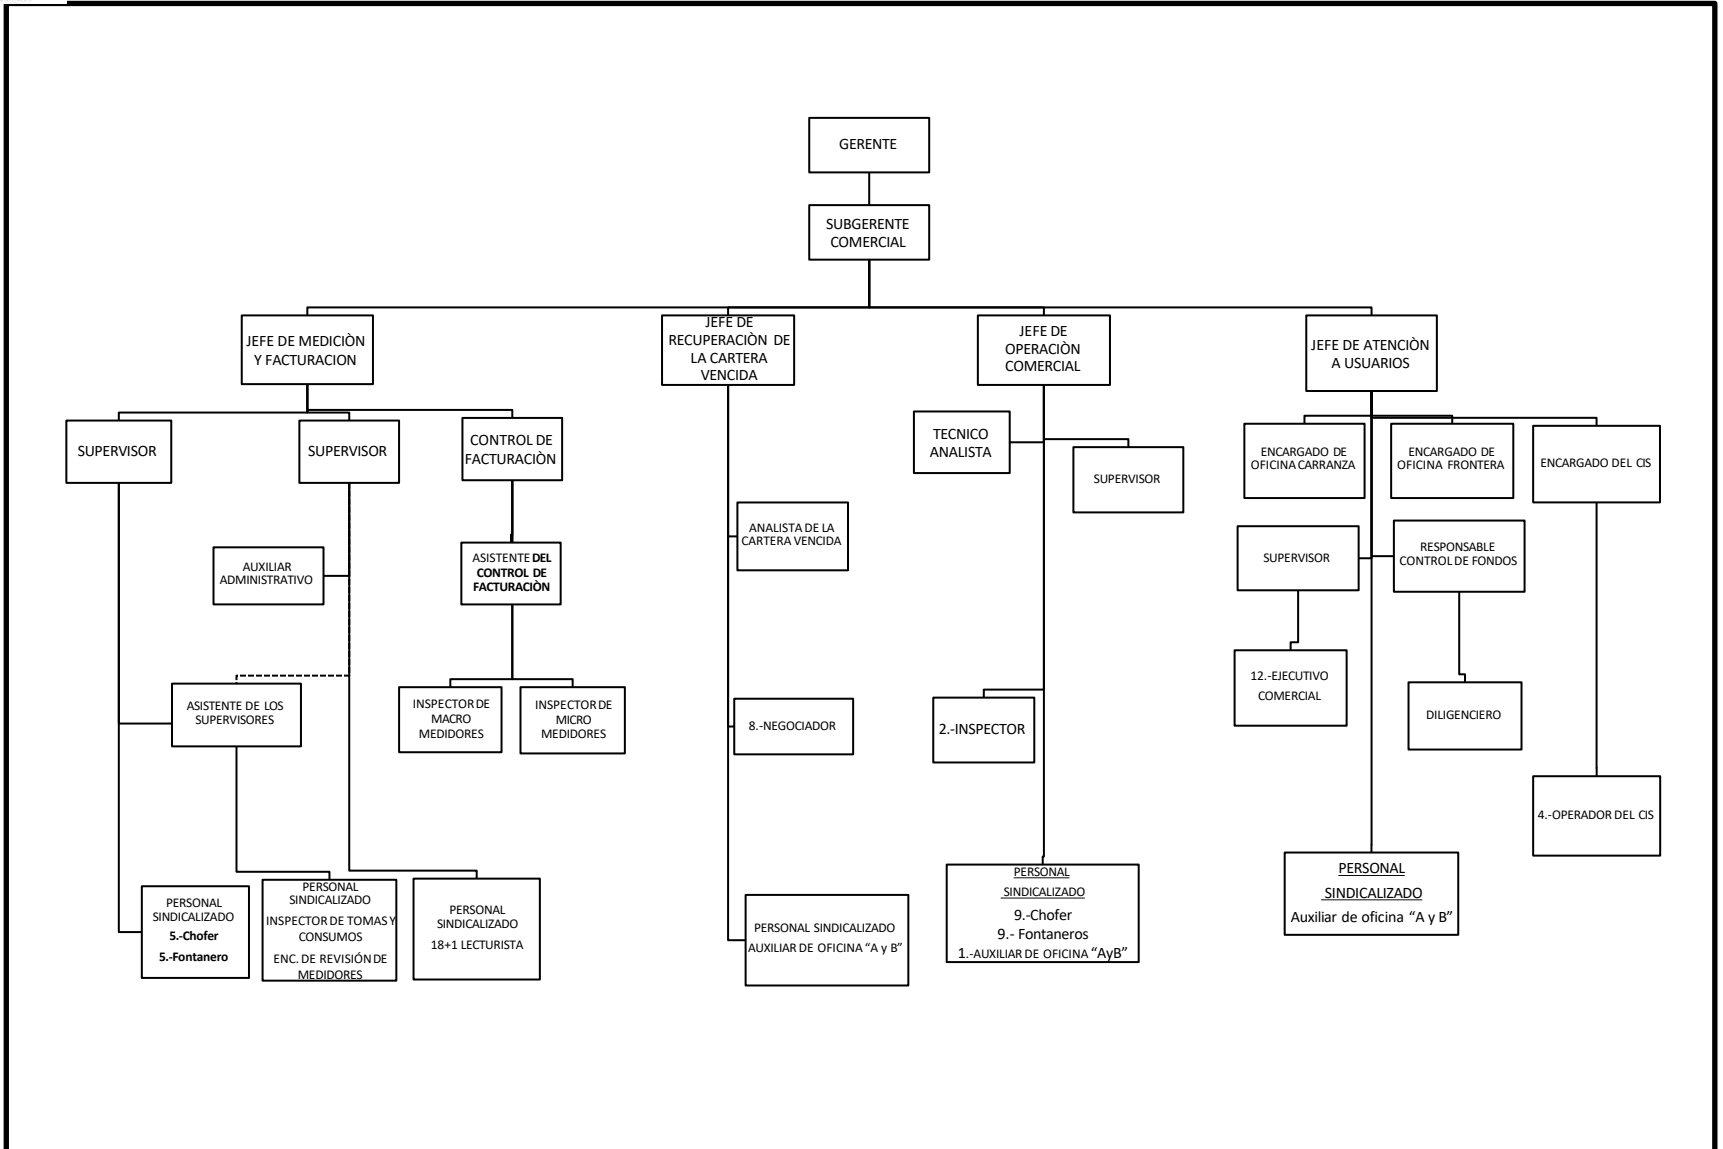 GERENTE
SUBGERENTE
COMERCIAL
JEFE DE MEDICIÒN
Y FACTURACION
JEFE DE
RECUPERACIÒN DE
LA CARTERA
VENCIDA
JEFE DE
OPERACIÒN
COMERCIAL
JEFE DE ATENCIÒN
A USUARIOS
SUPERVISOR
SUPERVISOR
CONTROL DE
FACTURACIÒN
TECNICO
ANALISTA
SUPERVISOR
ENCARGADO DE
OFICINA CARRANZA
ENCARGADO DE
OFICINA FRONTERA
ENCARGADO DEL CIS
AUXILIAR
ADMINISTRATIVO
ASISTENTE DEL
CONTROL DE
FACTURACIÒN
ANALISTA DE LA
CARTERA VENCIDA
SUPERVISOR
RESPONSABLE
CONTROL DE FONDOS
ASISTENTE DE LOS
SUPERVISORES
INSPECTOR DE
MACRO
MEDIDORES
INSPECTOR DE
MICRO
MEDIDORES
8.-NEGOCIADOR
2.-INSPECTOR
12.-EJECUTIVO
COMERCIAL
DILIGENCIERO
4.-OPERADOR DEL CIS
PERSONAL
SINDICALIZADO
5.-Chofer
5.-Fontanero
PERSONAL
SINDICALIZADO
INSPECTOR DE TOMAS Y
CONSUMOS
ENC. DE REVISIÓN DE
MEDIDORES
PERSONAL
SINDICALIZADO
18+1 LECTURISTA
PERSONAL SINDICALIZADO
AUXILIAR DE OFICINA “A y B”
PERSONAL
SINDICALIZADO
9.-Chofer
9.- Fontaneros
1.-AUXILIAR DE OFICINA “AyB”
PERSONAL
SINDICALIZADO
Auxiliar de oficina “A y B”